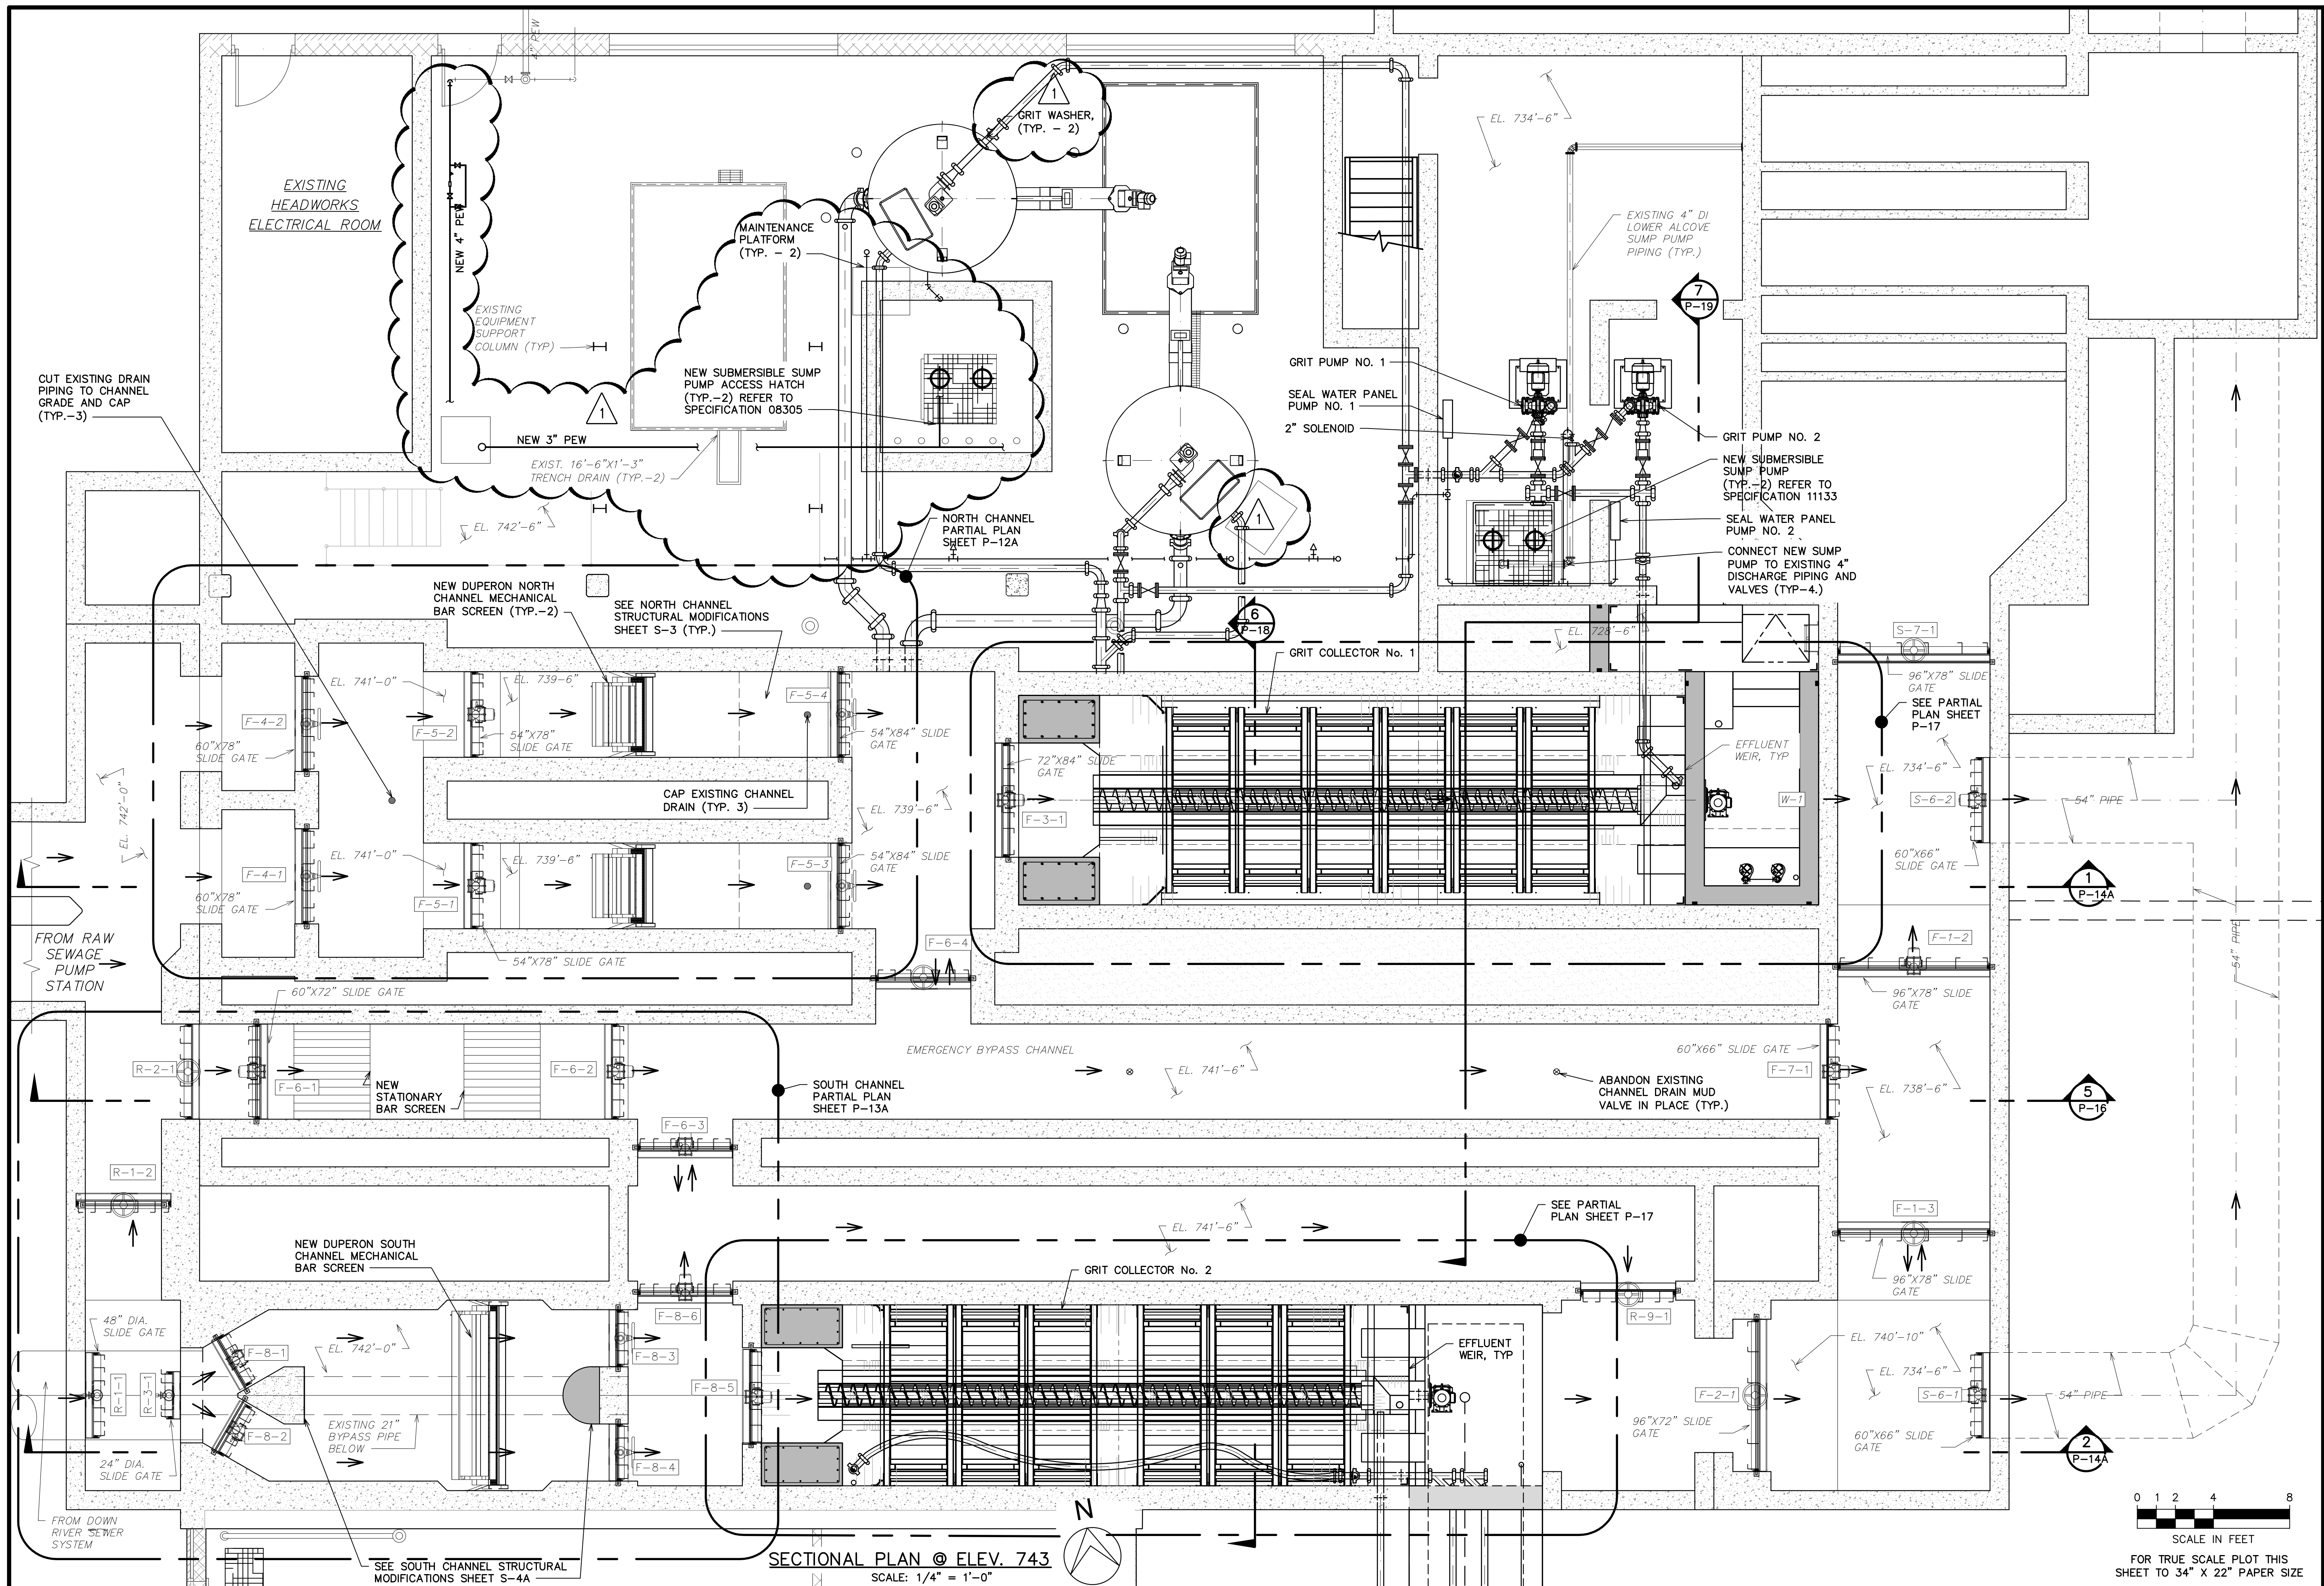 4" PEW
EXISTING
HEADWORKS
ELECTRICAL ROOM
NEW 4" PEW
1
GRIT WASHER,
(TYP. - 2)
MAINTENANCE
PLATFORM
(TYP. - 2)
EL. 734'-6"
EXISTING 4" DI
LOWER ALCOVE
SUMP PUMP
PIPING (TYP.)
7
P-19
EXISTING
EQUIPMENT
SUPPORT
COLUMN (TYP)
CUT EXISTING DRAIN
PIPING TO CHANNEL
GRADE AND CAP
(TYP.-3)
NEW SUBMERSIBLE SUMP
PUMP ACCESS HATCH
(TYP.-2) REFER TO
SPECIFICATION 08305
1
NEW 3" PEW
EXIST. 16'-6"X1'-3"
TRENCH DRAIN (TYP.-2)
GRIT PUMP NO. 1
SEAL WATER PANEL
PUMP NO. 1
2" SOLENOID
GRIT PUMP NO. 2
NEW SUBMERSIBLE
SUMP PUMP
(TYP.-2) REFER TO
SPECIFICATION 11133
SEAL WATER PANEL
PUMP NO. 2
CONNECT NEW SUMP
PUMP TO EXISTING 4"
DISCHARGE PIPING AND
VALVES (TYP-4.)
1
EL. 742'-6"
NORTH CHANNEL
PARTIAL PLAN
SHEET P-12A
NEW DUPERON NORTH
CHANNEL MECHANICAL
BAR SCREEN (TYP.-2)
SEE NORTH CHANNEL
STRUCTURAL MODIFICATIONS
SHEET S-3 (TYP.)
6
P-18
EL. 728'-6"
GRIT COLLECTOR No. 1
S-7-1
96"X78" SLIDE
GATE
SEE PARTIAL
PLAN SHEET
P-17
EL. 741'-0"
EL. 739-6"
F-4-2
60"X78"
SLIDE GATE
F-5-2
54"X78"
SLIDE GATE
F-5-4
54"X84" SLIDE
GATE
72"X84" SLIDE
GATE
F-3-1
EFFLUENT
WEIR, TYP
W-1
EL. 734'-6"
S-6-2
54" PIPE
CAP EXISTING CHANNEL
DRAIN (TYP. 3)
EL. 739'-6"
EL. 742'-0"
EL. 741'-0"
EL. 739'-6"
F-4-1
60"X78"
SLIDE GATE
F-5-1
F-5-3
54"X84" SLIDE
GATE
60"X66"
SLIDE GATE
1
P-14A
FROM RAW
SEWAGE
PUMP
STATION
54"X78" SLIDE GATE
F-6-4
F-1-2
54" PIPE
60"X72" SLIDE GATE
96"X78" SLIDE
GATE
R-2-1
F-6-1
NEW
STATIONARY
BAR SCREEN
F-6-2
SOUTH CHANNEL
PARTIAL PLAN
SHEET P-13A
EMERGENCY BYPASS CHANNEL
EL. 741'-6"
ABANDON EXISTING
CHANNEL DRAIN MUD
VALVE IN PLACE (TYP.)
60"X66" SLIDE GATE
F-7-1
EL. 738'-6"
5
P-16
F-6-3
R-1-2
EL. 741'-6"
SEE PARTIAL
PLAN SHEET P-17
F-1-3
96"X78" SLIDE
GATE
NEW DUPERON SOUTH
CHANNEL MECHANICAL
BAR SCREEN
GRIT COLLECTOR No. 2
F-8-6
R-9-1
48" DIA.
SLIDE GATE
F-8-1
EL. 742'-0"
F-8-3
EFFLUENT
WEIR, TYP
EL. 740'-10"
EL. 734'-6"
R-1-1
R-3-1
F-8-5
F-2-1
S-6-1
54" PIPE
F-8-2
EXISTING 21"
BYPASS PIPE
BELOW
F-8-4
96"X72" SLIDE
GATE
60"X66" SLIDE
GATE
2
P-14A
24" DIA.
SLIDE GATE
FROM DOWN
RIVER SEWER
SYSTEM
SEE SOUTH CHANNEL STRUCTURAL
MODIFICATIONS SHEET S-4A
N
SECTIONAL PLAN @ ELEV. 743
SCALE: 1/4" = 1'-0"
0 1 2 4 8
SCALE IN FEET
FOR TRUE SCALE PLOT THIS
SHEET TO 34" X 22" PAPER SIZE